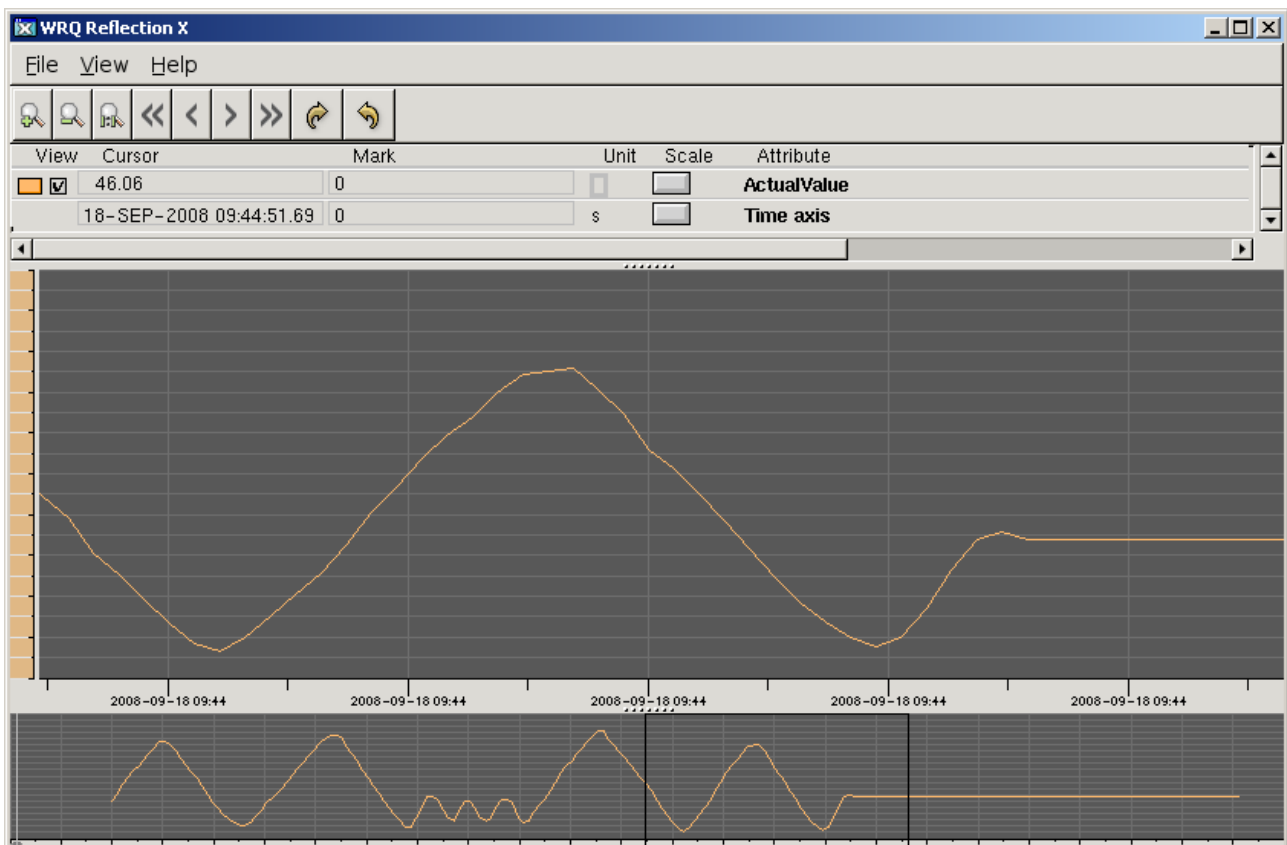 WRQ Reflection X
File View Help
View Cursor Mark Unit Scale Attribute
46.06 0 ActualValue
18-SEP-2008 09:44:51.69 0 s Time axis
2008-09-18 09:44 2008-09-18 09:44 2008-09-18 09:44 2008-09-18 09:44 2008-09-18 09:44